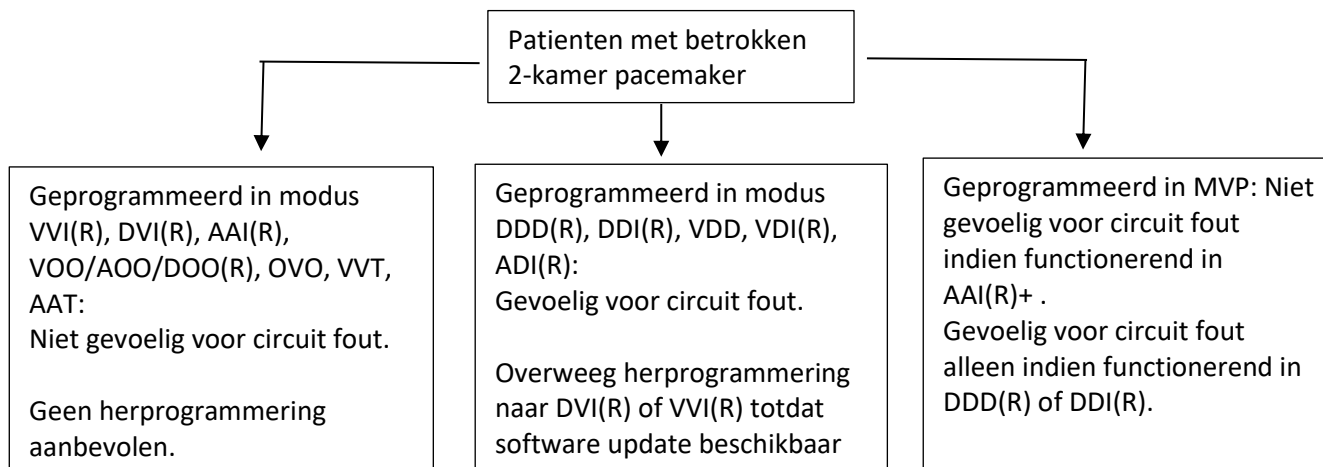 Patienten met betrokken
2-kamer pacemaker
Geprogrammeerd in modus
VVI(R), DVI(R), AAI(R),
VOO/AOO/DOO(R), OVO, VVT,
AAT:
Niet gevoelig voor circuit fout.
Geen herprogrammering
aanbevolen.
Geprogrammeerd in modus
DDD(R), DDI(R), VDD, VDI(R),
ADI(R):
Gevoelig voor circuit fout.
Overweeg herprogrammering
naar DVI(R) of VVI(R) totdat
software update beschikbaar
Geprogrammeerd in MVP: Niet
gevoelig voor circuit fout
indien functionerend in
AAI(R)+ .
Gevoelig voor circuit fout
alleen indien functionerend in
DDD(R) of DDI(R).